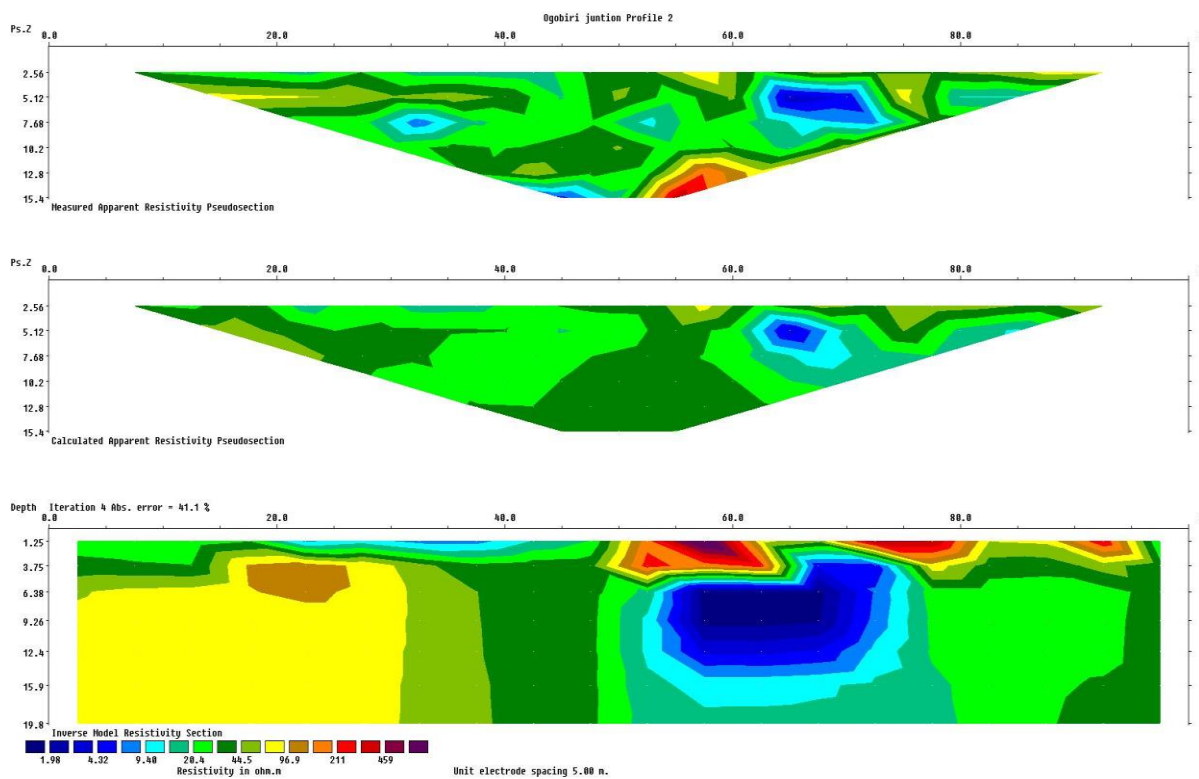 Ogobiri juntion Profile 2
Ps.Z 0.0 20.0 40.0 60.0 80.0
2.56
5.12
7.68
10.2
12.8
15.4
Measured Apparent Resistivity Pseudosection
Ps.Z 0.0 20.0 40.0 60.0 80.0
2.56
5.12
7.68
10.2
12.8
15.4
Calculated Apparent Resistivity Pseudosection
Depth Iteration 4 Abs. error = 41.1 %
0.0 20.0 40.0 60.0 80.0
1.25
3.75
6.38
9.26
12.4
15.9
19.8
Inverse Model Resistivity Section
1.98 4.32 9.40 20.4 44.5 96.9 211 459
Resistivity in ohm.m Unit electrode spacing 5.00 m.